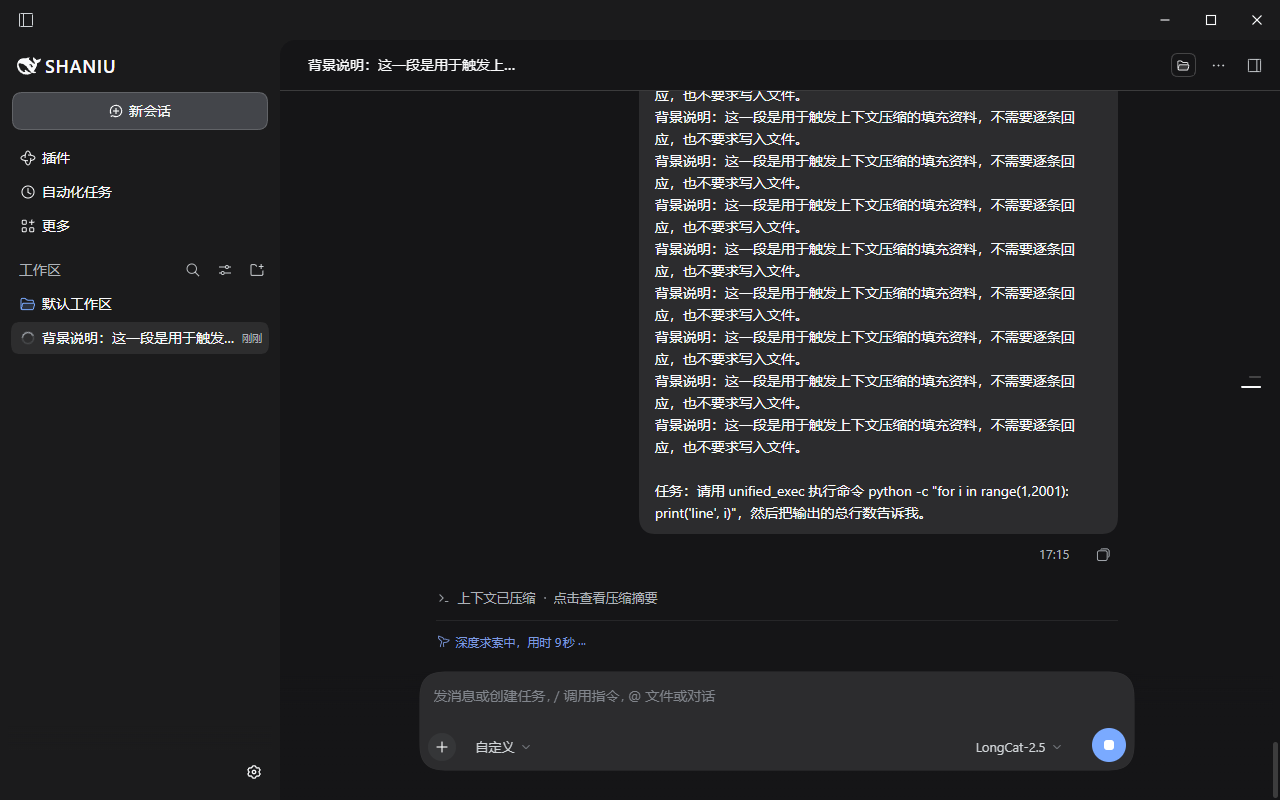 SHANIU
新会话
插件
自动化任务
更多
工作区
默认工作区
背景说明：这一段是用于触发... 刚刚
背景说明：这一段是用于触发上...
应，也不要求写入文件。
背景说明：这一段是用于触发上下文压缩的填充资料，不需要逐条回
应，也不要求写入文件。
背景说明：这一段是用于触发上下文压缩的填充资料，不需要逐条回
应，也不要求写入文件。
背景说明：这一段是用于触发上下文压缩的填充资料，不需要逐条回
应，也不要求写入文件。
背景说明：这一段是用于触发上下文压缩的填充资料，不需要逐条回
应，也不要求写入文件。
背景说明：这一段是用于触发上下文压缩的填充资料，不需要逐条回
应，也不要求写入文件。
背景说明：这一段是用于触发上下文压缩的填充资料，不需要逐条回
应，也不要求写入文件。
背景说明：这一段是用于触发上下文压缩的填充资料，不需要逐条回
应，也不要求写入文件。
背景说明：这一段是用于触发上下文压缩的填充资料，不需要逐条回
应，也不要求写入文件。
任务：请用 unified_exec 执行命令 python -c "for i in range(1,2001):
print('line', i)"，然后把输出的总行数告诉我。
17:15
上下文已压缩 · 点击查看压缩摘要
深度求索中，用时 9秒 ···
发消息或创建任务, / 调用指令, @ 文件或对话
自定义
LongCat-2.5